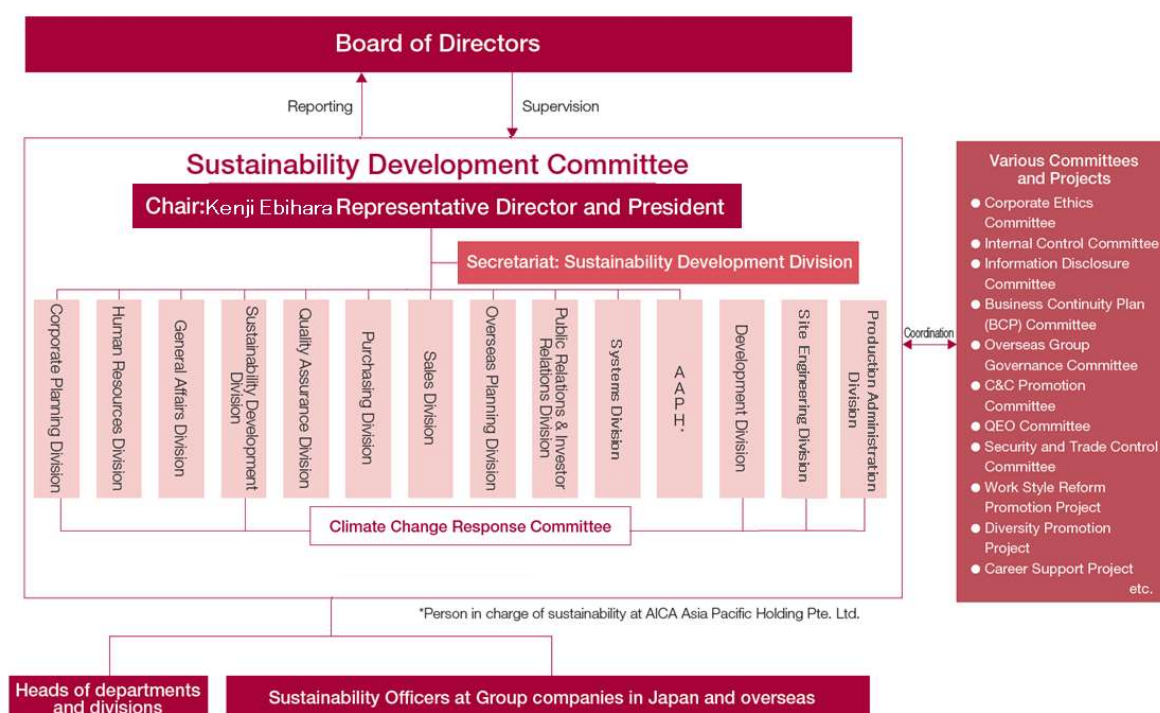 Board of Directors
Reporting
Supervision
Sustainability Development Committee
Chair:Kenji Ebihara Representative Director and President
Secretariat: Sustainability Development Division
Corporate Planning Division
Human Resources Division
General Affairs Division
Sustainability Development
Division
Quality Assurance Division
Purchasing Division
Sales Division
Overseas Planning Division
Public Relations & Investor
Relations Division
Systems Division
AAPH*
Development Division
Site Engineering Division
Production Administration
Division
Climate Change Response Committee
Coordination
Various Committees
and Projects
● Corporate Ethics
Committee
● Internal Control Committee
● Information Disclosure
Committee
● Business Continuity Plan
(BCP) Committee
● Overseas Group
Governance Committee
● C&C Promotion
Committee
● QEO Committee
● Security and Trade Control
Committee
● Work Style Reform
Promotion Project
● Diversity Promotion
Project
● Career Support Project
etc.
*Person in charge of sustainability at AICA Asia Pacific Holding Pte. Ltd.
Heads of departments
and divisions
Sustainability Officers at Group companies in Japan and overseas